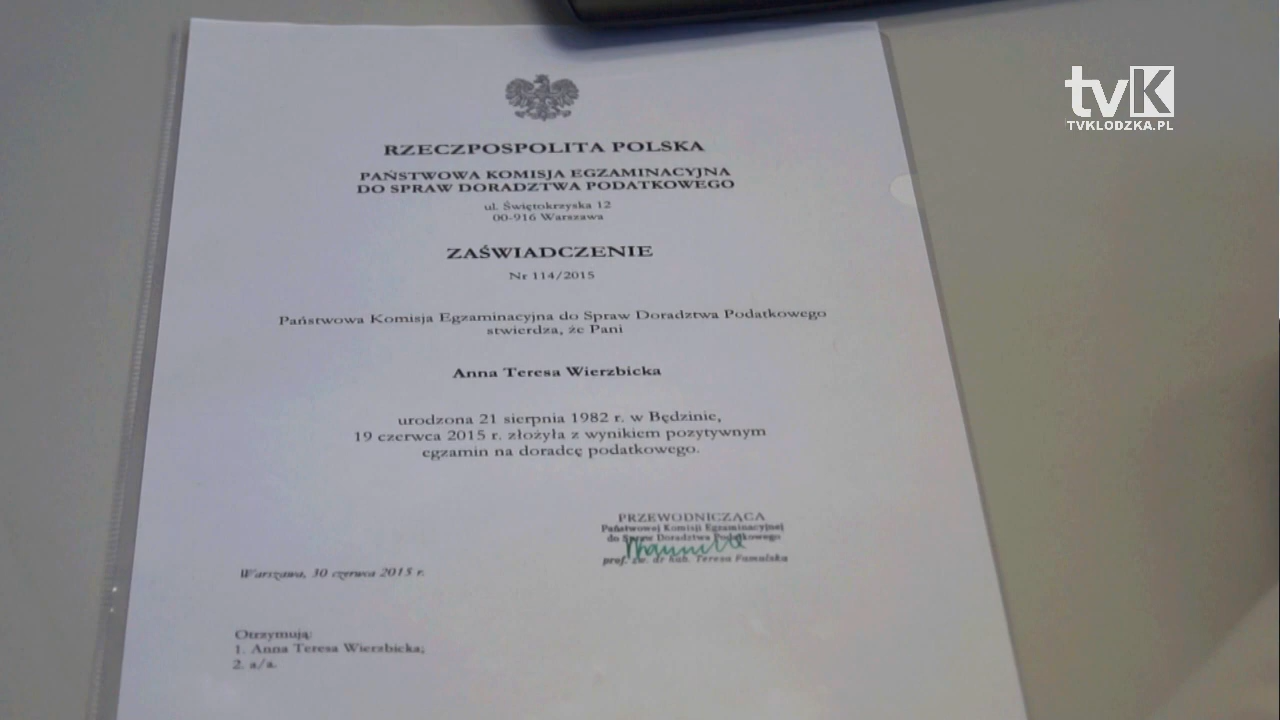 tvK
TVKLODZKA.PL
RZECZPOSPOLITA POLSKA
PAŃSTWOWA KOMISJA EGZAMINACYJNA
DO SPRAW DORADZTWA PODATKOWEGO
ul. Świętokrzyska 12
00-916 Warszawa
ZAŚWIADCZENIE
Nr 114/2015
Państwowa Komisja Egzaminacyjna do Spraw Doradztwa Podatkowego
stwierdza, że Pani
Anna Teresa Wierzbicka
urodzona 21 sierpnia 1982 r. w Będzinie,
19 czerwca 2015 r. złożyła z wynikiem pozytywnym
egzamin na doradcę podatkowego.
PRZEWODNICZĄCA
Państwowej Komisji Egzaminacyjnej
do Spraw Doradztwa Podatkowego
prof. zw. dr hab. Teresa Famulska
Warszawa, 30 czerwca 2015 r.
Otrzymują:
1. Anna Teresa Wierzbicka;
2. a/a.